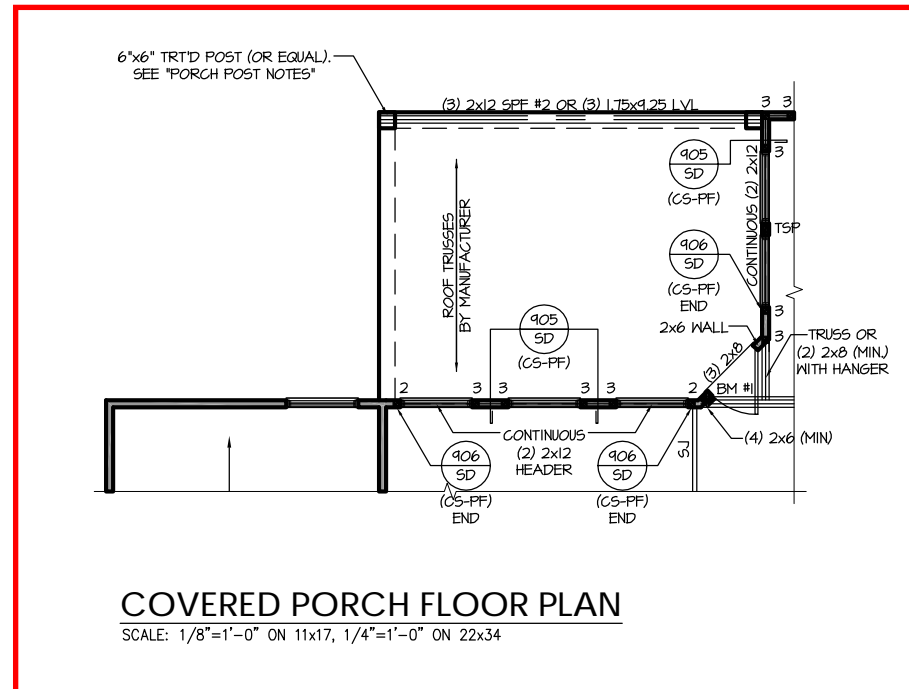 6"x6" TRT'D POST (OR EQUAL).
SEE "PORCH POST NOTES"
(3) 2x12 SPF #2 OR (3) 1.75x9.25 LVL
3 3
905
SD
(CS-PF)
3
CONTINUOUS (2) 2x12
ROOF TRUSSES
BY MANUFACTURER
TSP
906
SD
(CS-PF)
END
3
905
SD
(CS-PF)
2x6 WALL
3
TRUSS OR
(2) 2x8 (MIN.)
WITH HANGER
(3) 2x8
BM #1
2 3 3 3 3 2
CONTINUOUS
(2) 2x12
HEADER
(4) 2x6 (MIN)
SJ
906
SD
(CS-PF)
END
906
SD
(CS-PF)
END
COVERED PORCH FLOOR PLAN
SCALE: 1/8"=1'-0" ON 11x17, 1/4"=1'-0" ON 22x34